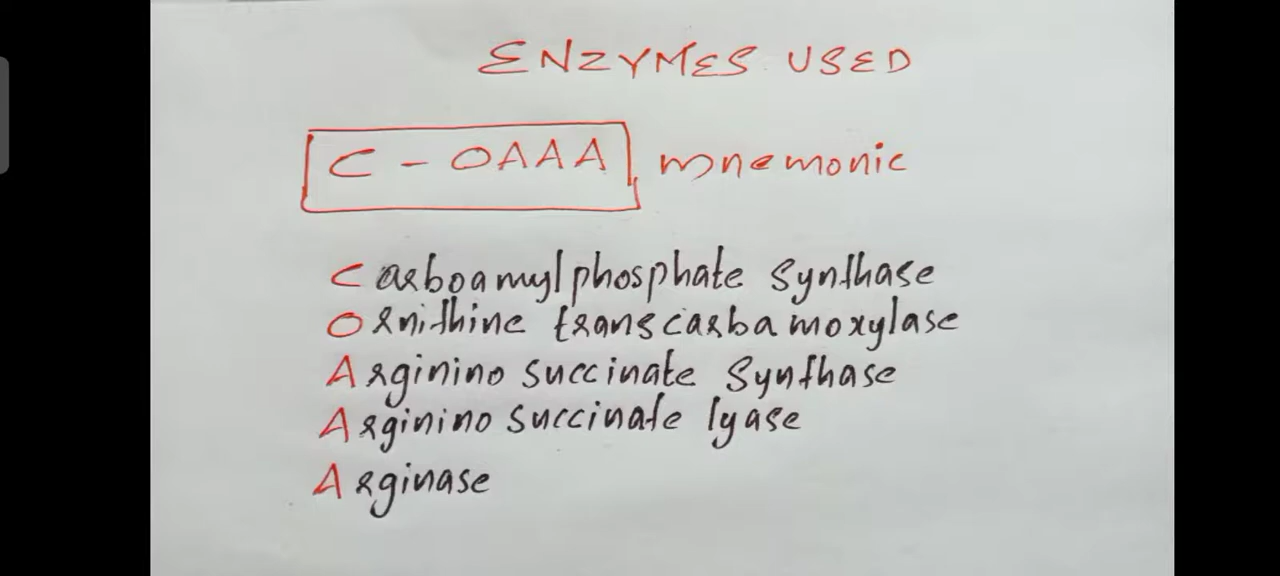 ENZYMES USED
C - OAAA mnemonic
Carboamylphosphate Synthase
Ornithine transcarbamoxylase
Arginino succinate Synthase
Arginino succinate lyase
Arginase